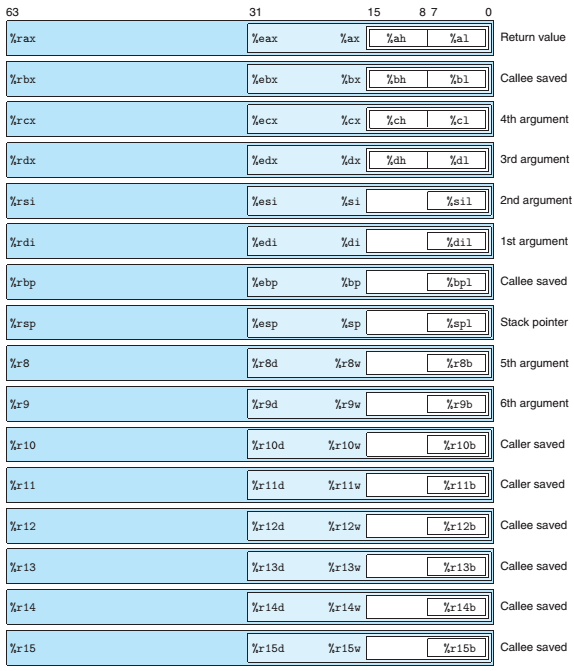 63 31 15 8 7 0
%rax %eax %ax %ah %al Return value
%rbx %ebx %bx %bh %bl Callee saved
%rcx %ecx %cx %ch %cl 4th argument
%rdx %edx %dx %dh %dl 3rd argument
%rsi %esi %si %sil 2nd argument
%rdi %edi %di %dil 1st argument
%rbp %ebp %bp %bpl Callee saved
%rsp %esp %sp %spl Stack pointer
%r8 %r8d %r8w %r8b 5th argument
%r9 %r9d %r9w %r9b 6th argument
%r10 %r10d %r10w %r10b Caller saved
%r11 %r11d %r11w %r11b Caller saved
%r12 %r12d %r12w %r12b Callee saved
%r13 %r13d %r13w %r13b Callee saved
%r14 %r14d %r14w %r14b Callee saved
%r15 %r15d %r15w %r15b Callee saved